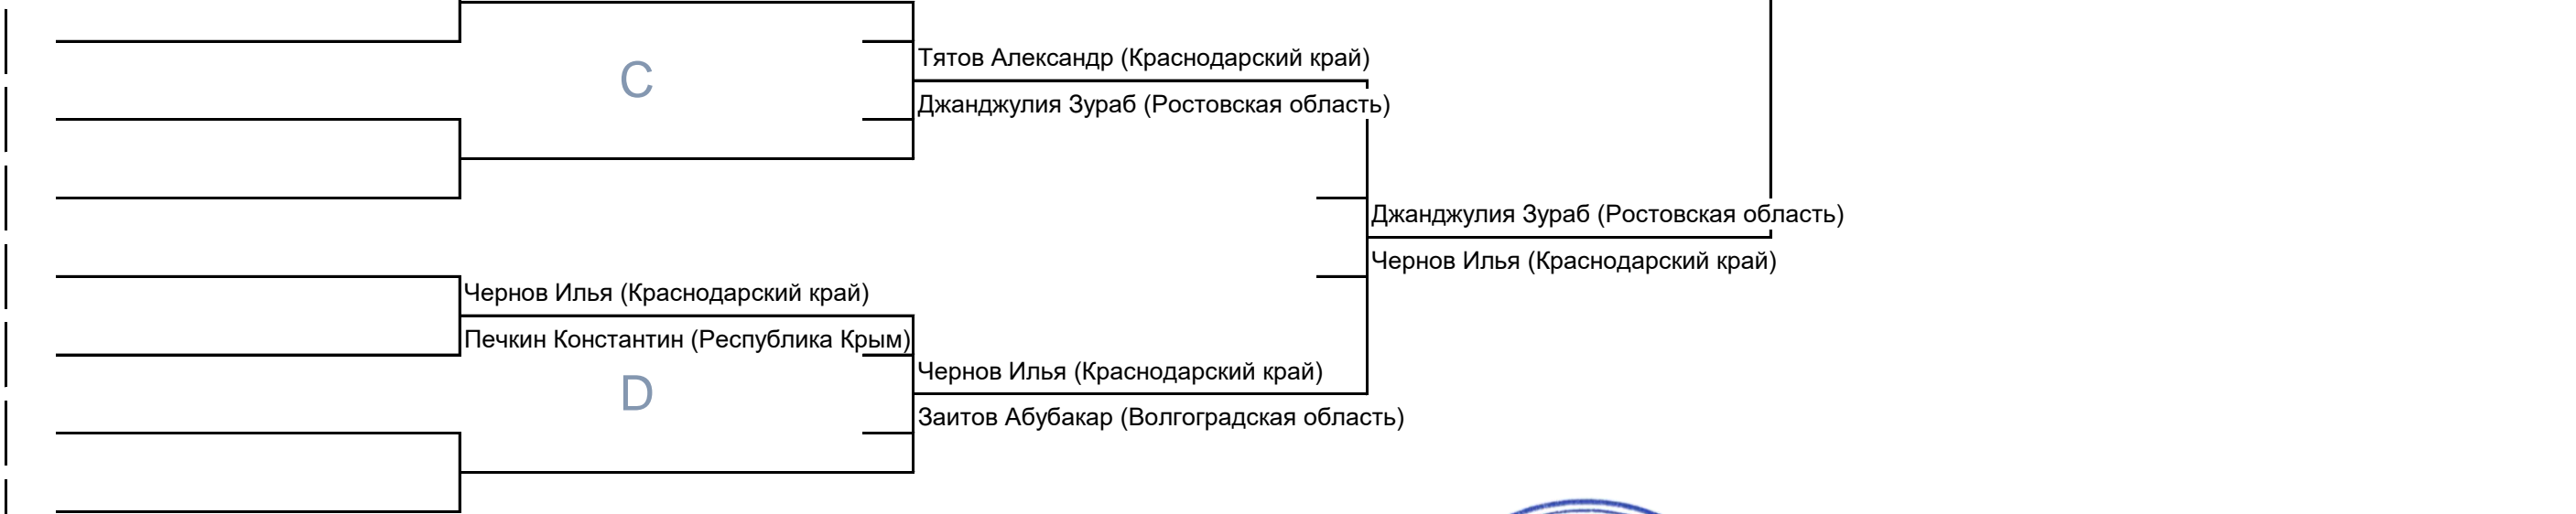 Тятов Александр (Краснодарский край)
C
Джанджулия Зураб (Ростовская область)
Джанджулия Зураб (Ростовская область)
Чернов Илья (Краснодарский край)
Чернов Илья (Краснодарский край)
Печкин Константин (Республика Крым)
Чернов Илья (Краснодарский край)
D
Заитов Абубакар (Волгоградская область)